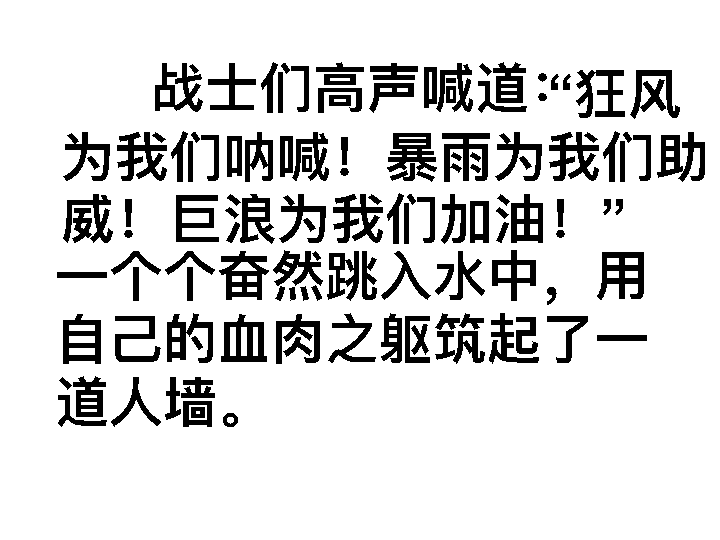 战士们高声喊道：“狂风
为我们呐喊！暴雨为我们助
威！巨浪为我们加油！”
一个个奋然跳入水中，用
自己的血肉之躯筑起了一
道人墙。